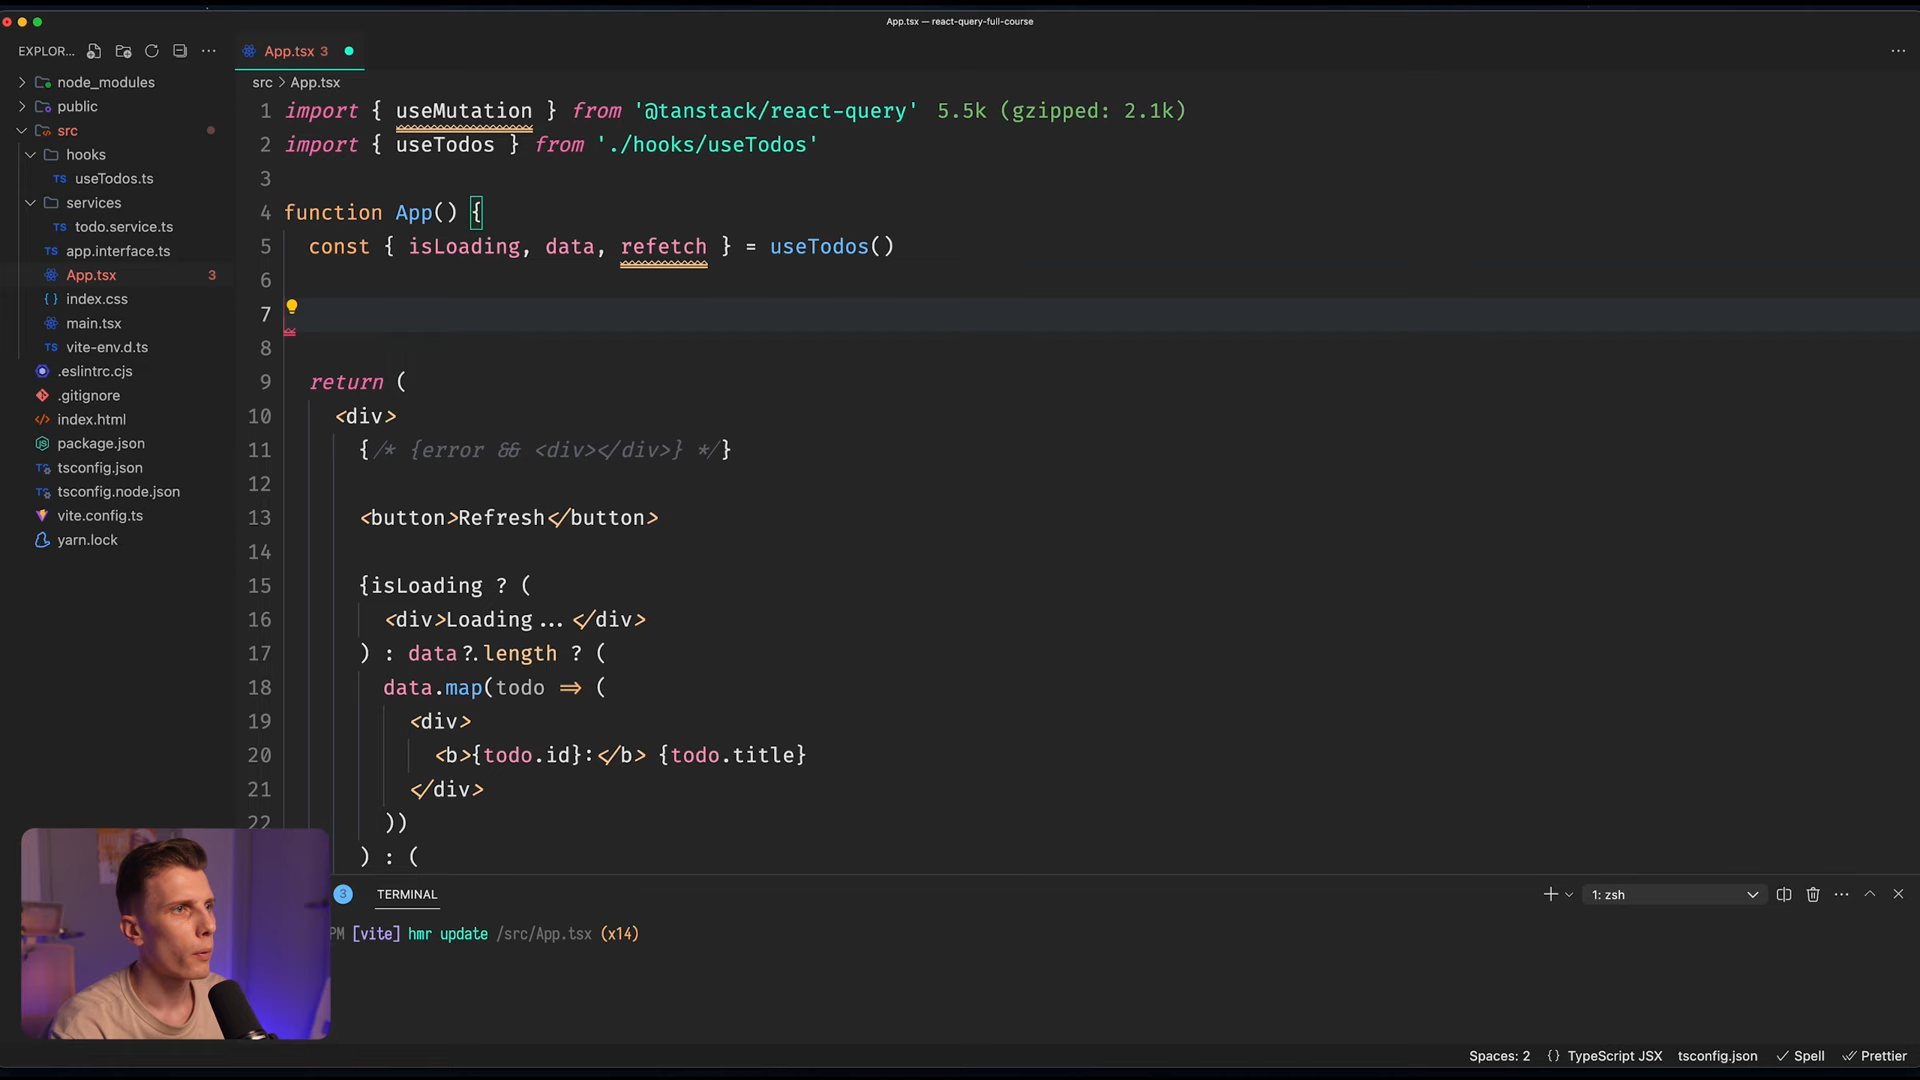 App.tsx — react-query-full-course
EXPLOR...
App.tsx 3
node_modules
public
src
hooks
TS useTodos.ts
services
TS todo.service.ts
TS app.interface.ts
App.tsx 3
{} index.css
main.tsx
TS vite-env.d.ts
.eslintrc.cjs
.gitignore
index.html
package.json
tsconfig.json
tsconfig.node.json
vite.config.ts
yarn.lock
src > App.tsx
1 import { useMutation } from '@tanstack/react-query' 5.5k (gzipped: 2.1k)
2 import { useTodos } from './hooks/useTodos'
3
4 function App() {
5 const { isLoading, data, refetch } = useTodos()
6
7
8
9 return (
10 <div>
11 {/* {error && <div></div>} */}
12
13 <button>Refresh</button>
14
15 {isLoading ? (
16 <div>Loading...</div>
17 ) : data?.length ? (
18 data.map(todo => (
19 <div>
20 <b>{todo.id}:</b> {todo.title}
21 </div>
22 ))
) : (
3 TERMINAL
1: zsh
PM [vite] hmr update /src/App.tsx (x14)
Spaces: 2 {} TypeScript JSX tsconfig.json Spell Prettier